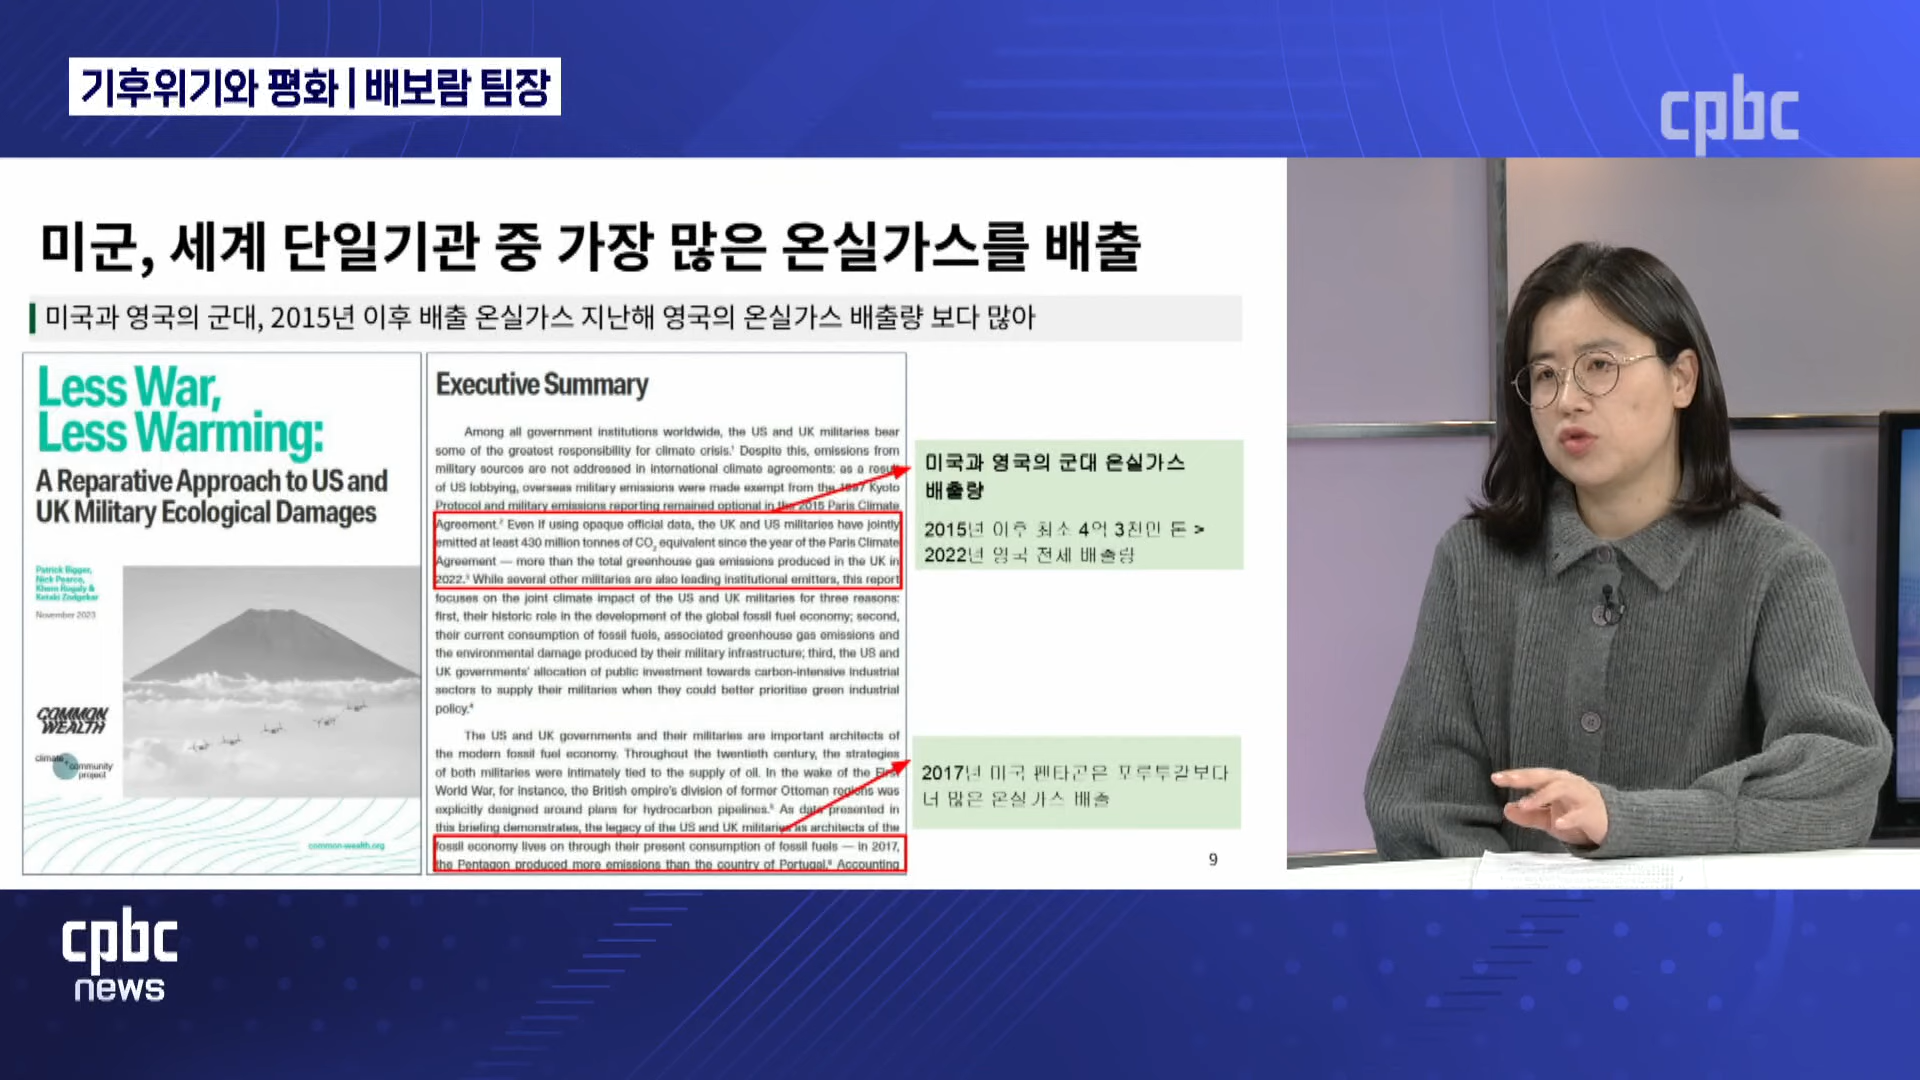 기후위기와 평화 | 배보람 팀장
cpbc
미군, 세계 단일기관 중 가장 많은 온실가스를 배출
미국과 영국의 군대, 2015년 이후 배출 온실가스 지난해 영국의 온실가스 배출량 보다 많아
Less War,
Less Warming:
A Reparative Approach to US and
UK Military Ecological Damages
Patrick Bigger,
Nick Pearce,
Khem Rogaly &
Ketaki Zodgekar
November 2023
COMMON
WEALTH
climate + community
project
common-wealth.org
Executive Summary
Among all government institutions worldwide, the US and UK militaries bear
some of the greatest responsibility for climate crisis.¹ Despite this, emissions from
military sources are not addressed in international climate agreements: as a result
of US lobbying, overseas military emissions were made exempt from the 1997 Kyoto
Protocol and military emissions reporting remained optional in the 2015 Paris Climate
Agreement.² Even if using opaque official data, the UK and US militaries have jointly
emitted at least 430 million tonnes of CO₂ equivalent since the year of the Paris Climate
Agreement — more than the total greenhouse gas emissions produced in the UK in
2022.³ While several other militaries are also leading institutional emitters, this report
focuses on the joint climate impact of the US and UK militaries for three reasons:
first, their historic role in the development of the global fossil fuel economy; second,
their current consumption of fossil fuels, associated greenhouse gas emissions and
the environmental damage produced by their military infrastructure; third, the US and
UK governments' allocation of public investment towards carbon-intensive industrial
sectors to supply their militaries when they could better prioritise green industrial
policy.⁴
The US and UK governments and their militaries are important architects of
the modern fossil fuel economy. Throughout the twentieth century, the strategies
of both militaries were intimately tied to the supply of oil. In the wake of the First
World War, for instance, the British empire's division of former Ottoman regions was
explicitly designed around plans for hydrocarbon pipelines.⁵ As data presented in
this briefing demonstrates, the legacy of the US and UK militaries as architects of the
fossil economy lives on through their present consumption of fossil fuels — in 2017,
the Pentagon produced more emissions than the country of Portugal.⁶ Accounting
미국과 영국의 군대 온실가스
배출량
2015년 이후 최소 4억 3천만 톤 >
2022년 영국 전체 배출량
2017년 미국 펜타곤은 포루투갈보다
더 많은 온실가스 배출
9
cpbc
news